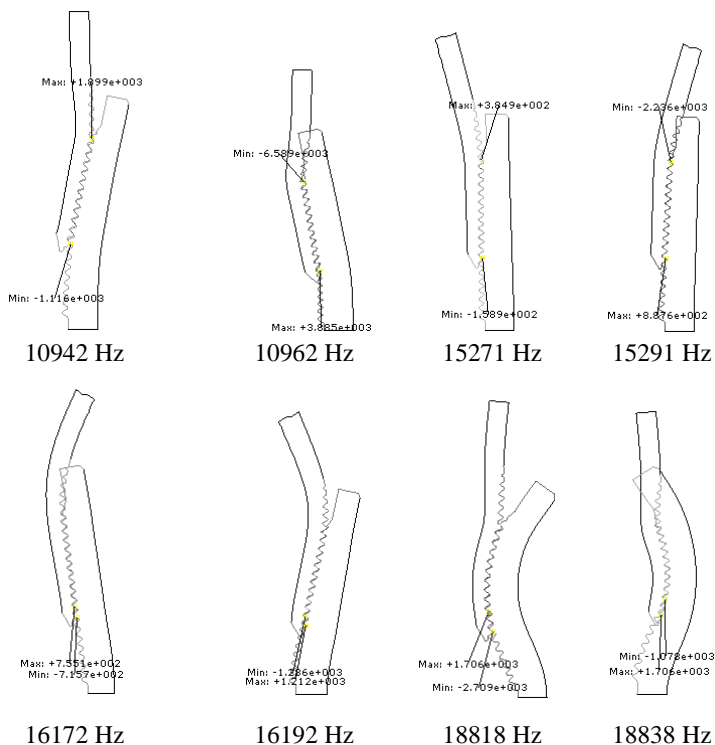 Max: +1.899e+003
Min: -1.116e+003
10942 Hz
Min: -6.589e+003
Max: +3.885e+003
10962 Hz
Max: +3.849e+002
Min: -1.589e+002
15271 Hz
Min: -2.236e+003
Max: +8.876e+002
15291 Hz
Max: +7.551e+002
Min: -7.157e+002
16172 Hz
Min: -1.286e+003
Max: +1.212e+003
16192 Hz
Max: +1.706e+003
Min: -2.709e+003
18818 Hz
Min: -1.078e+003
Max: +1.706e+003
18838 Hz